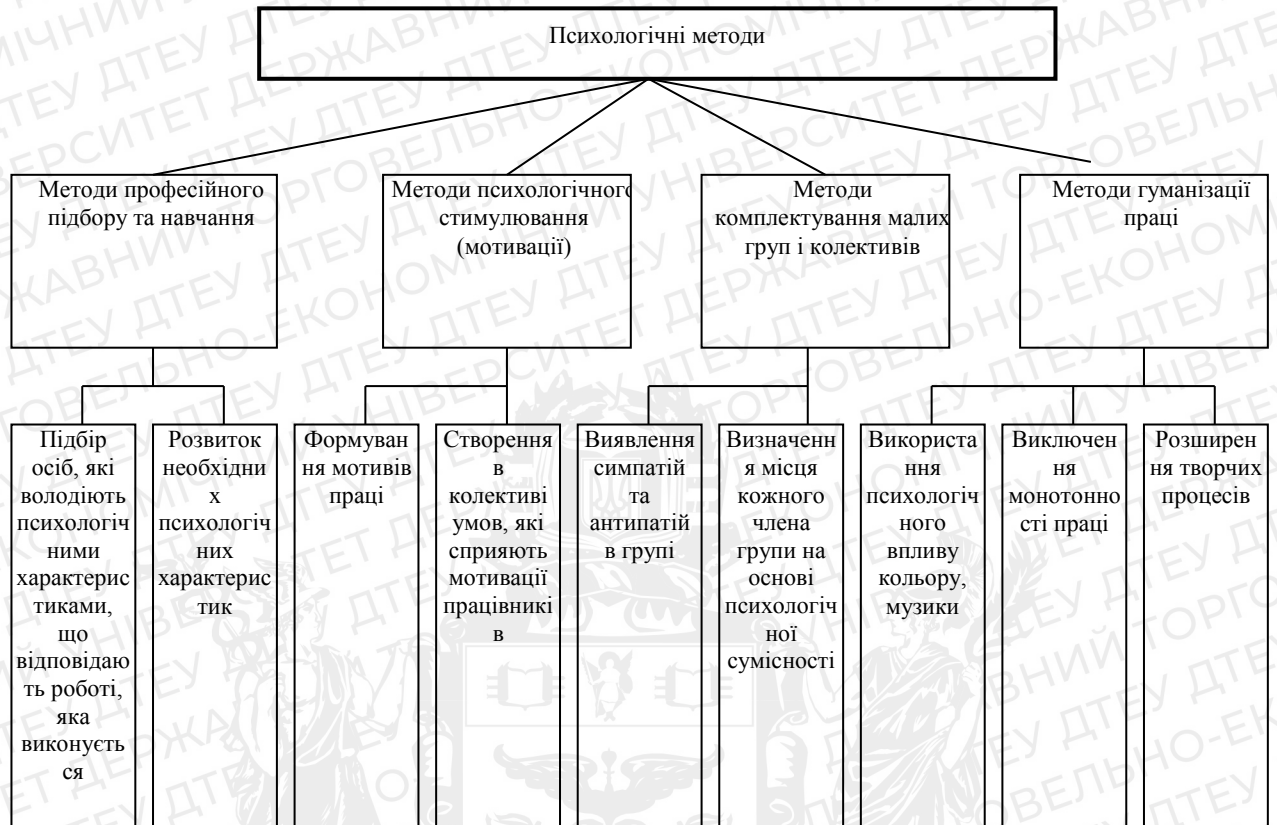 Психологічні методи
Методи професійного
підбору та навчання
Методи психологічного
стимулювання
(мотивації)
Методи
комплектування малих
груп і колективів
Методи гуманізації
праці
Підбір
осіб, які
володіють
психологіч
ними
характерис
тиками,
що
відповідаю
ть роботі,
яка
виконуєть
ся
Розвиток
необхідни
х
психологіч
них
характерис
тик
Формуван
ня мотивів
праці
Створення
в
колективі
умов, які
сприяють
мотивації
працівникі
в
Виявлення
симпатій
та
антипатій
в групі
Визначенн
я місця
кожного
члена
групи на
основі
психологіч
ної
сумісності
Використа
ння
психологіч
ного
впливу
кольору,
музики
Виключен
ня
монотонно
сті праці
Розширен
ня творчих
процесів